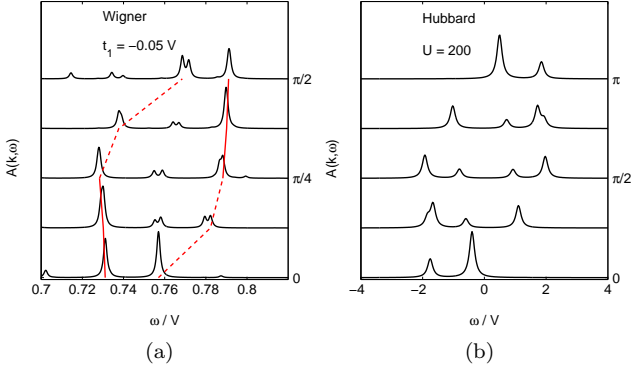 Wigner
t_1 = −0.05 V
A(k,ω)
π/2
π/4
0
0.7 0.72 0.74 0.76 0.78 0.8
ω / V
(a)
Hubbard
U = 200
A(k,ω)
π
π/2
0
−4 −2 0 2 4
ω / V
(b)